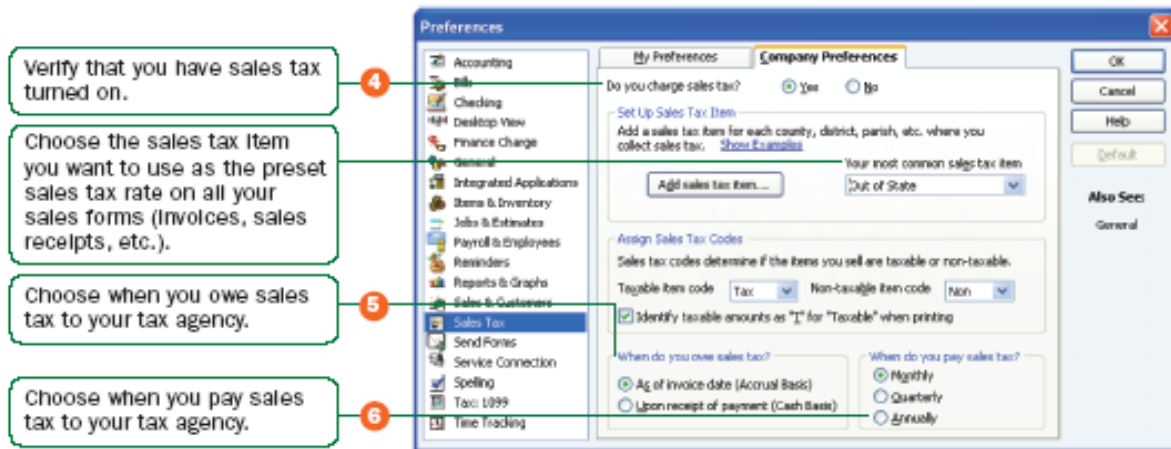 Preferences
Verify that you have sales tax
turned on.
4
Choose the sales tax item
you want to use as the preset
sales tax rate on all your
sales forms (invoices, sales
receipts, etc.).
Choose when you owe sales
tax to your tax agency.
5
Choose when you pay sales
tax to your tax agency.
6
Accounting
Bills
Checking
Desktop View
Finance Charge
General
Integrated Applications
Items & Inventory
Jobs & Estimates
Payroll & Employees
Reminders
Reports & Graphs
Sales & Customers
Sales Tax
Send Forms
Service Connection
Spelling
Tax: 1099
Time Tracking
My Preferences
Company Preferences
Do you charge sales tax?
Yes
No
Set Up Sales Tax Item
Add a sales tax item for each county, district, parish, etc. where you
collect sales tax. Show Examples
Your most common sales tax item
Add sales tax item...
Out of State
Assign Sales Tax Codes
Sales tax codes determine if the items you sell are taxable or non-taxable.
Taxable item code Tax Non-taxable item code Non
Identify taxable amounts as "T" for "Taxable" when printing
When do you owe sales tax?
As of invoice date (Accrual Basis)
Upon receipt of payment (Cash Basis)
When do you pay sales tax?
Monthly
Quarterly
Annually
OK
Cancel
Help
Default
Also See:
General